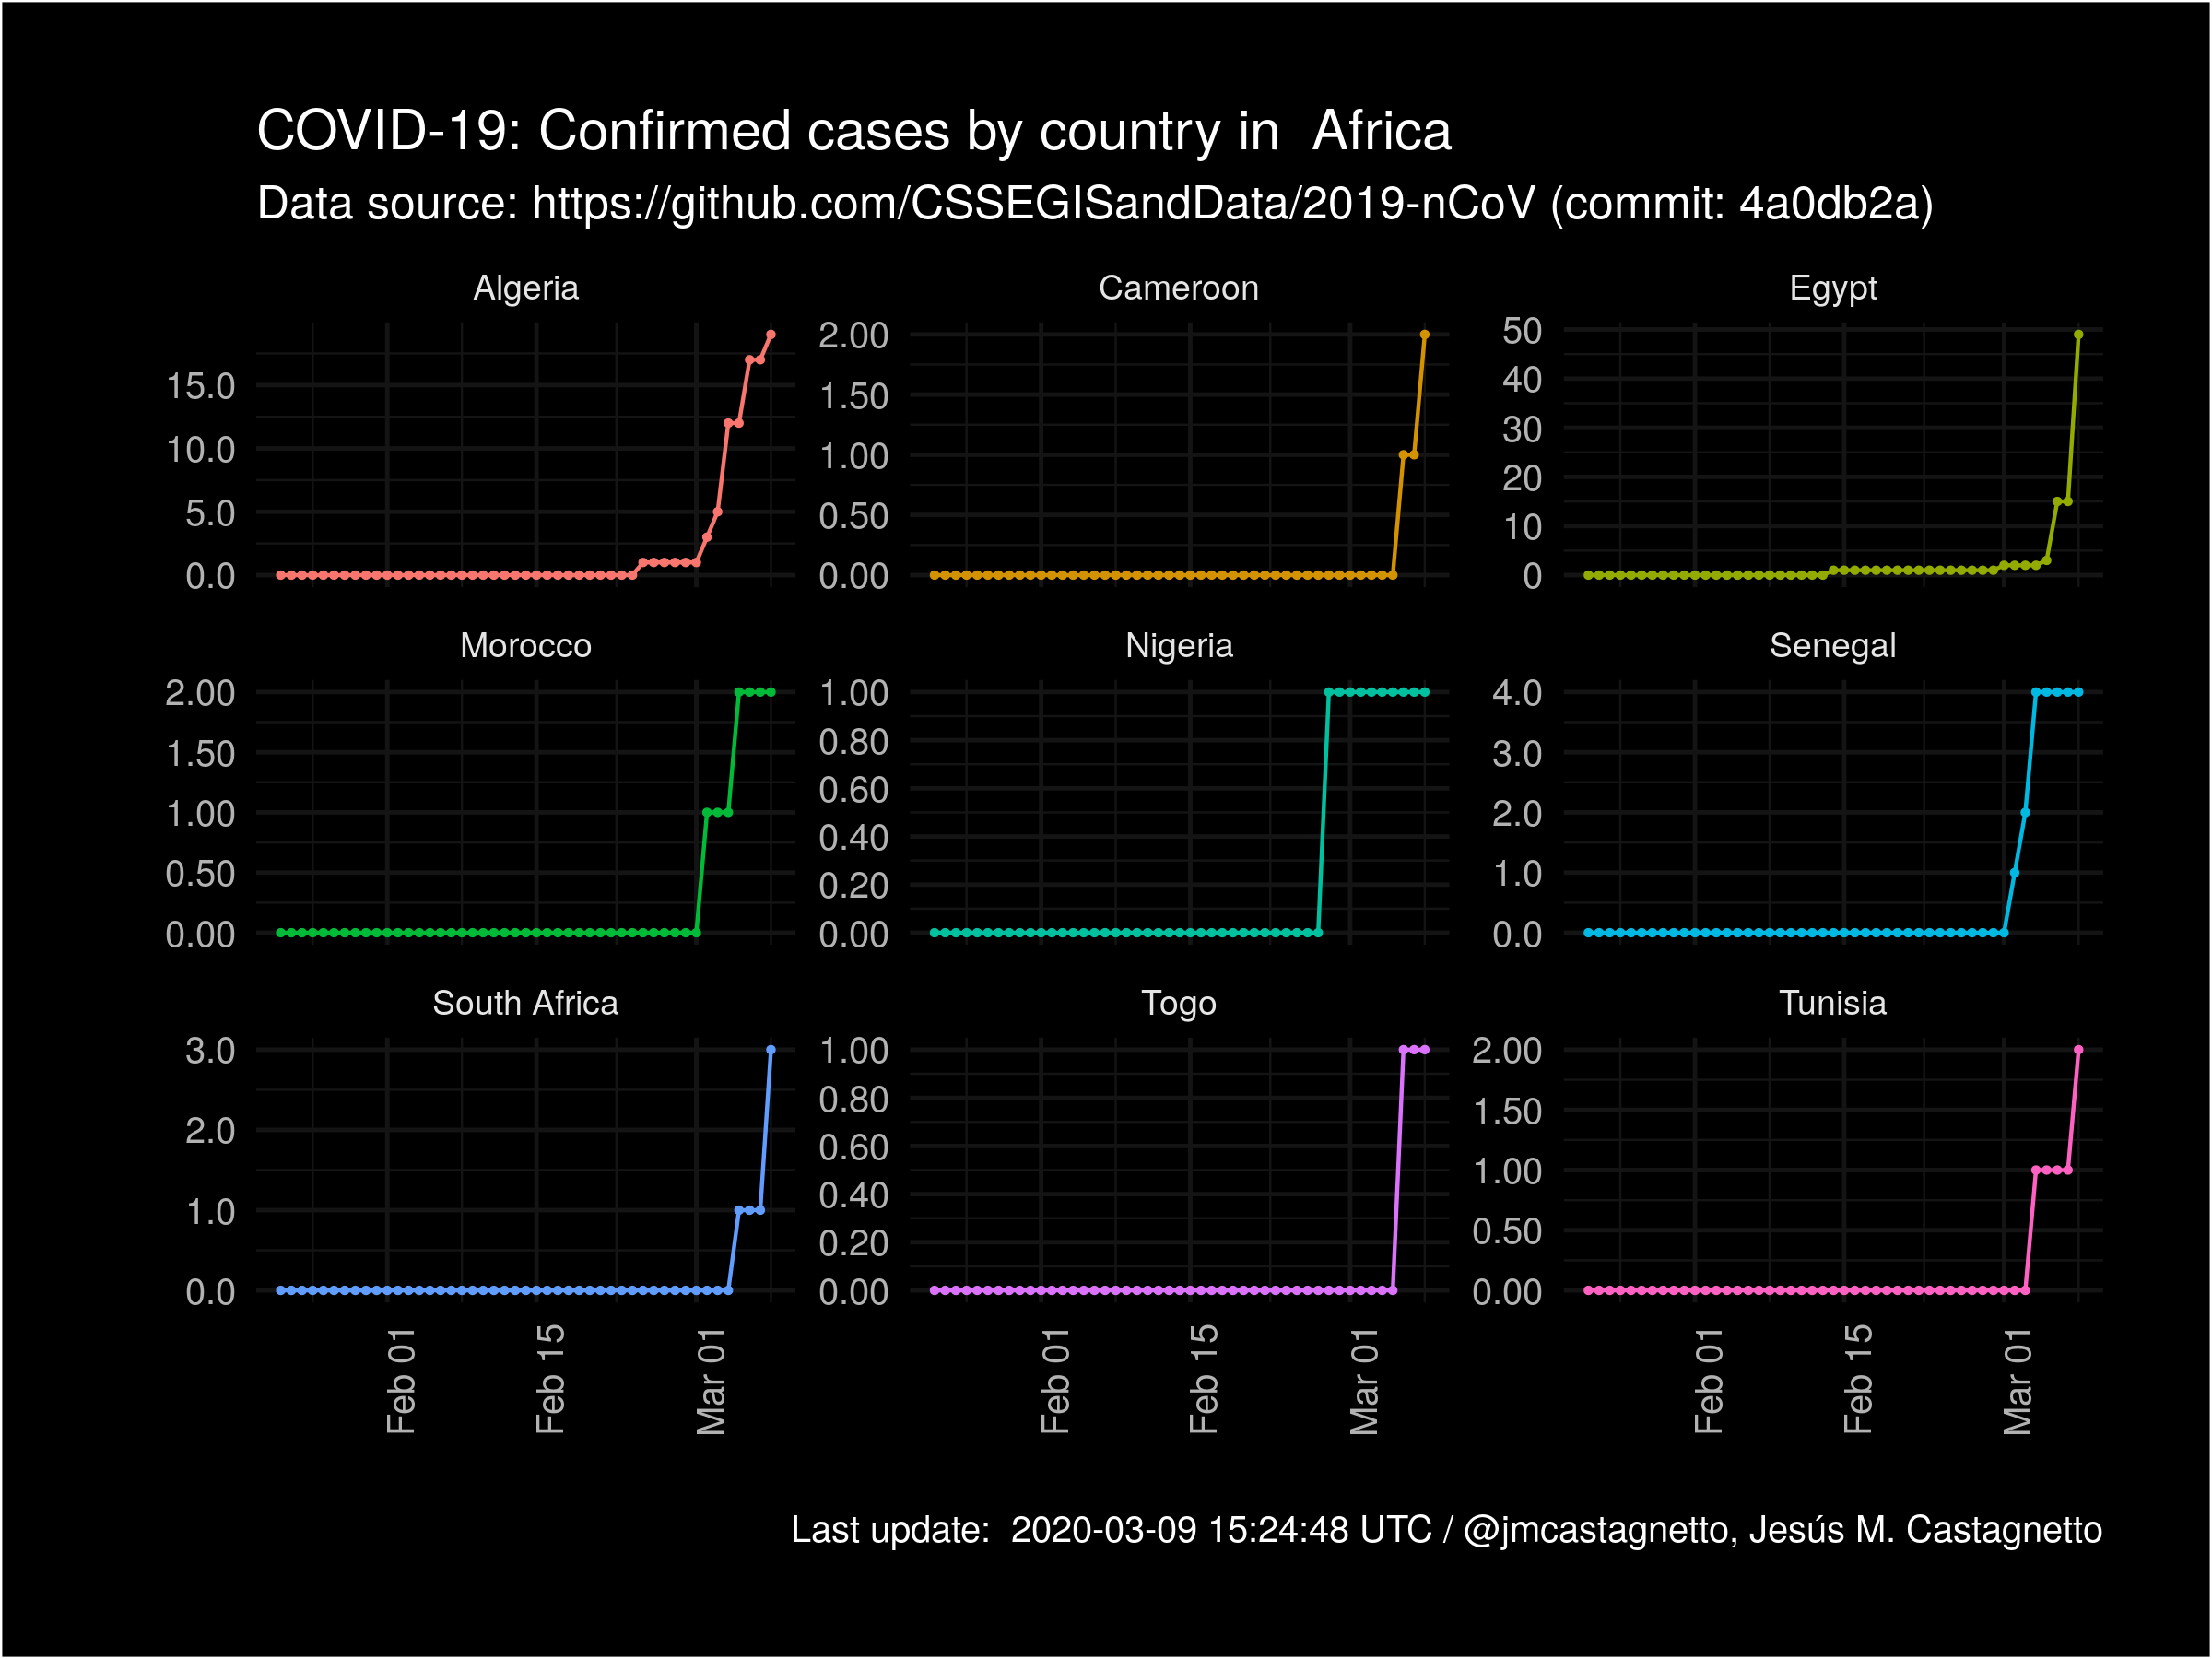 COVID-19: Confirmed cases by country in  Africa
Data source: https://github.com/CSSEGISandData/2019-nCoV (commit: 4a0db2a)
Algeria
15.0
10.0
5.0
0.0
Cameroon
2.00
1.50
1.00
0.50
0.00
Egypt
50
40
30
20
10
0
Morocco
2.00
1.50
1.00
0.50
0.00
Nigeria
1.00
0.80
0.60
0.40
0.20
0.00
Senegal
4.0
3.0
2.0
1.0
0.0
South Africa
3.0
2.0
1.0
0.0
Feb 01
Feb 15
Mar 01
Togo
1.00
0.80
0.60
0.40
0.20
0.00
Feb 01
Feb 15
Mar 01
Tunisia
2.00
1.50
1.00
0.50
0.00
Feb 01
Feb 15
Mar 01
Last update:  2020-03-09 15:24:48 UTC / @jmcastagnetto, Jesús M. Castagnetto